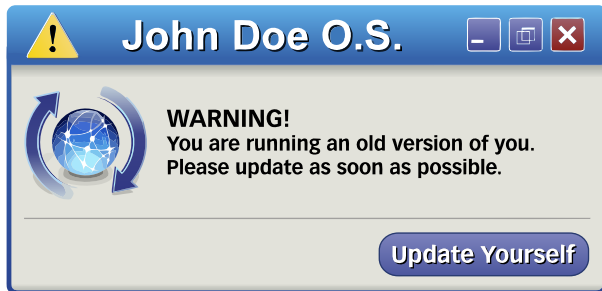 John Doe O.S.
WARNING!
You are running an old version of you.
Please update as soon as possible.
Update Yourself